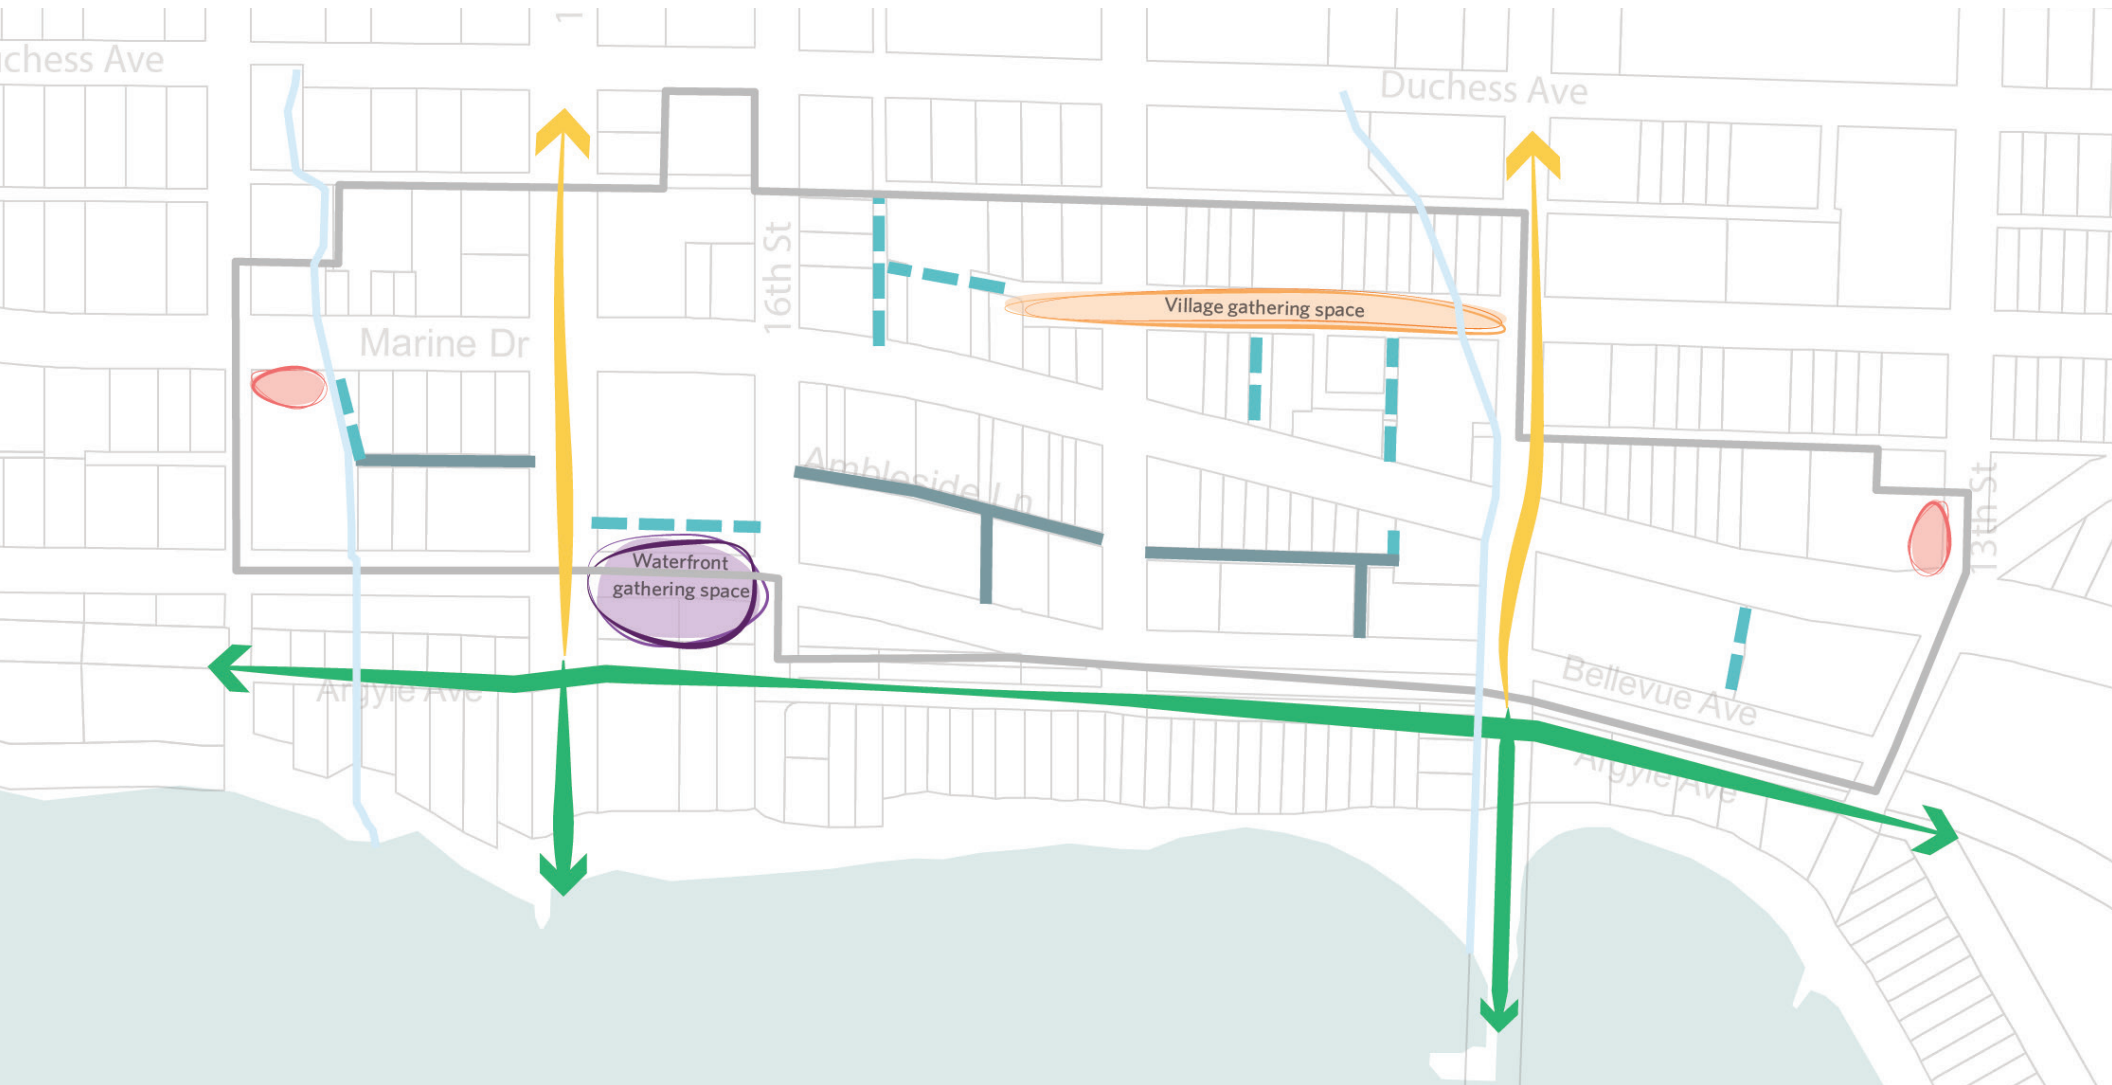 chess Ave
Duchess Ave
16th St
Village gathering space
Marine Dr
Ambleside Ln
13th St
Waterfront
gathering space
Bellevue Ave
Argyle Ave
Argyle Ave